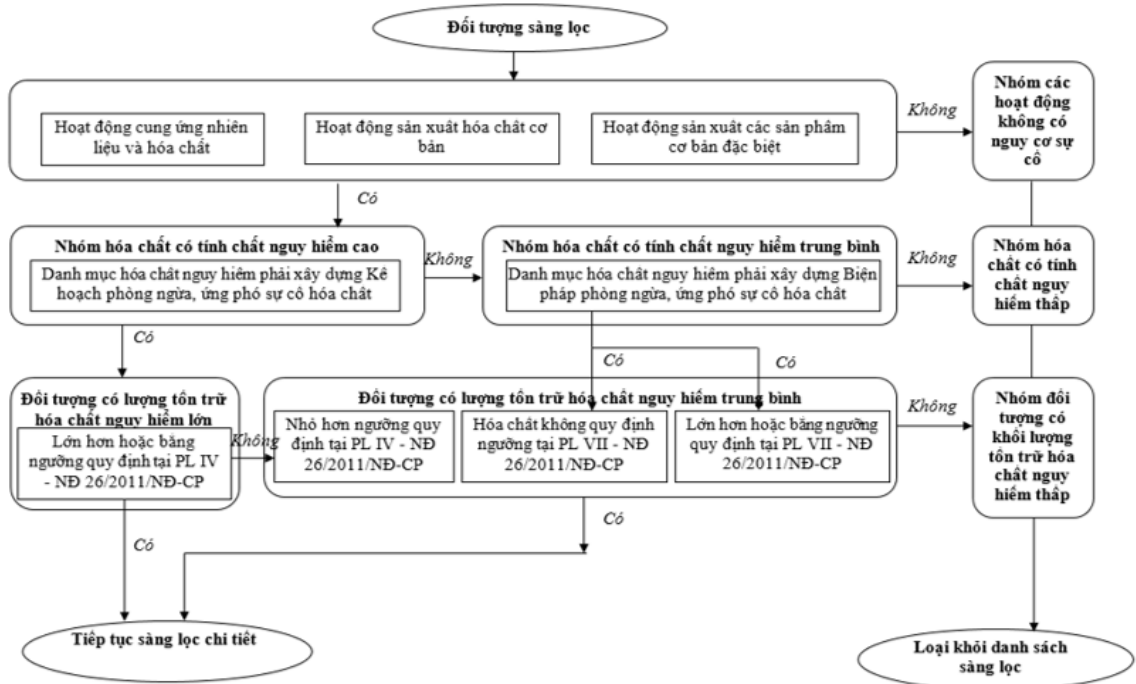 Đối tượng sàng lọc
Hoạt động cung ứng nhiên
liệu và hóa chất
Hoạt động sản xuất hóa chất cơ
bản
Hoạt động sản xuất các sản phẩm
cơ bản đặc biệt
Không
Nhóm các
hoạt động
không có
nguy cơ sự
cố
Có
Nhóm hóa chất có tính chất nguy hiểm cao
Danh mục hóa chất nguy hiểm phải xây dựng Kế
hoạch phòng ngừa, ứng phó sự cố hóa chất
Không
Nhóm hóa chất có tính chất nguy hiểm trung bình
Danh mục hóa chất nguy hiểm phải xây dựng Biện
pháp phòng ngừa, ứng phó sự cố hóa chất
Không
Nhóm hóa
chất có tính
chất nguy
hiểm thấp
Có
Có
Có
Đối tượng có lượng tồn trữ
hóa chất nguy hiểm lớn
Lớn hơn hoặc bằng
ngưỡng quy định tại PL IV
- NĐ 26/2011/NĐ-CP
Không
Đối tượng có lượng tồn trữ hóa chất nguy hiểm trung bình
Nhỏ hơn ngưỡng quy
định tại PL IV - NĐ
26/2011/NĐ-CP
Hóa chất không quy định
ngưỡng tại PL VII - NĐ
26/2011/NĐ-CP
Lớn hơn hoặc bằng ngưỡng
quy định tại PL VII - NĐ
26/2011/NĐ-CP
Không
Nhóm đối
tượng có
khối lượng
tồn trữ hóa
chất nguy
hiểm thấp
Có
Có
Tiếp tục sàng lọc chi tiết
Loại khỏi danh sách
sàng lọc